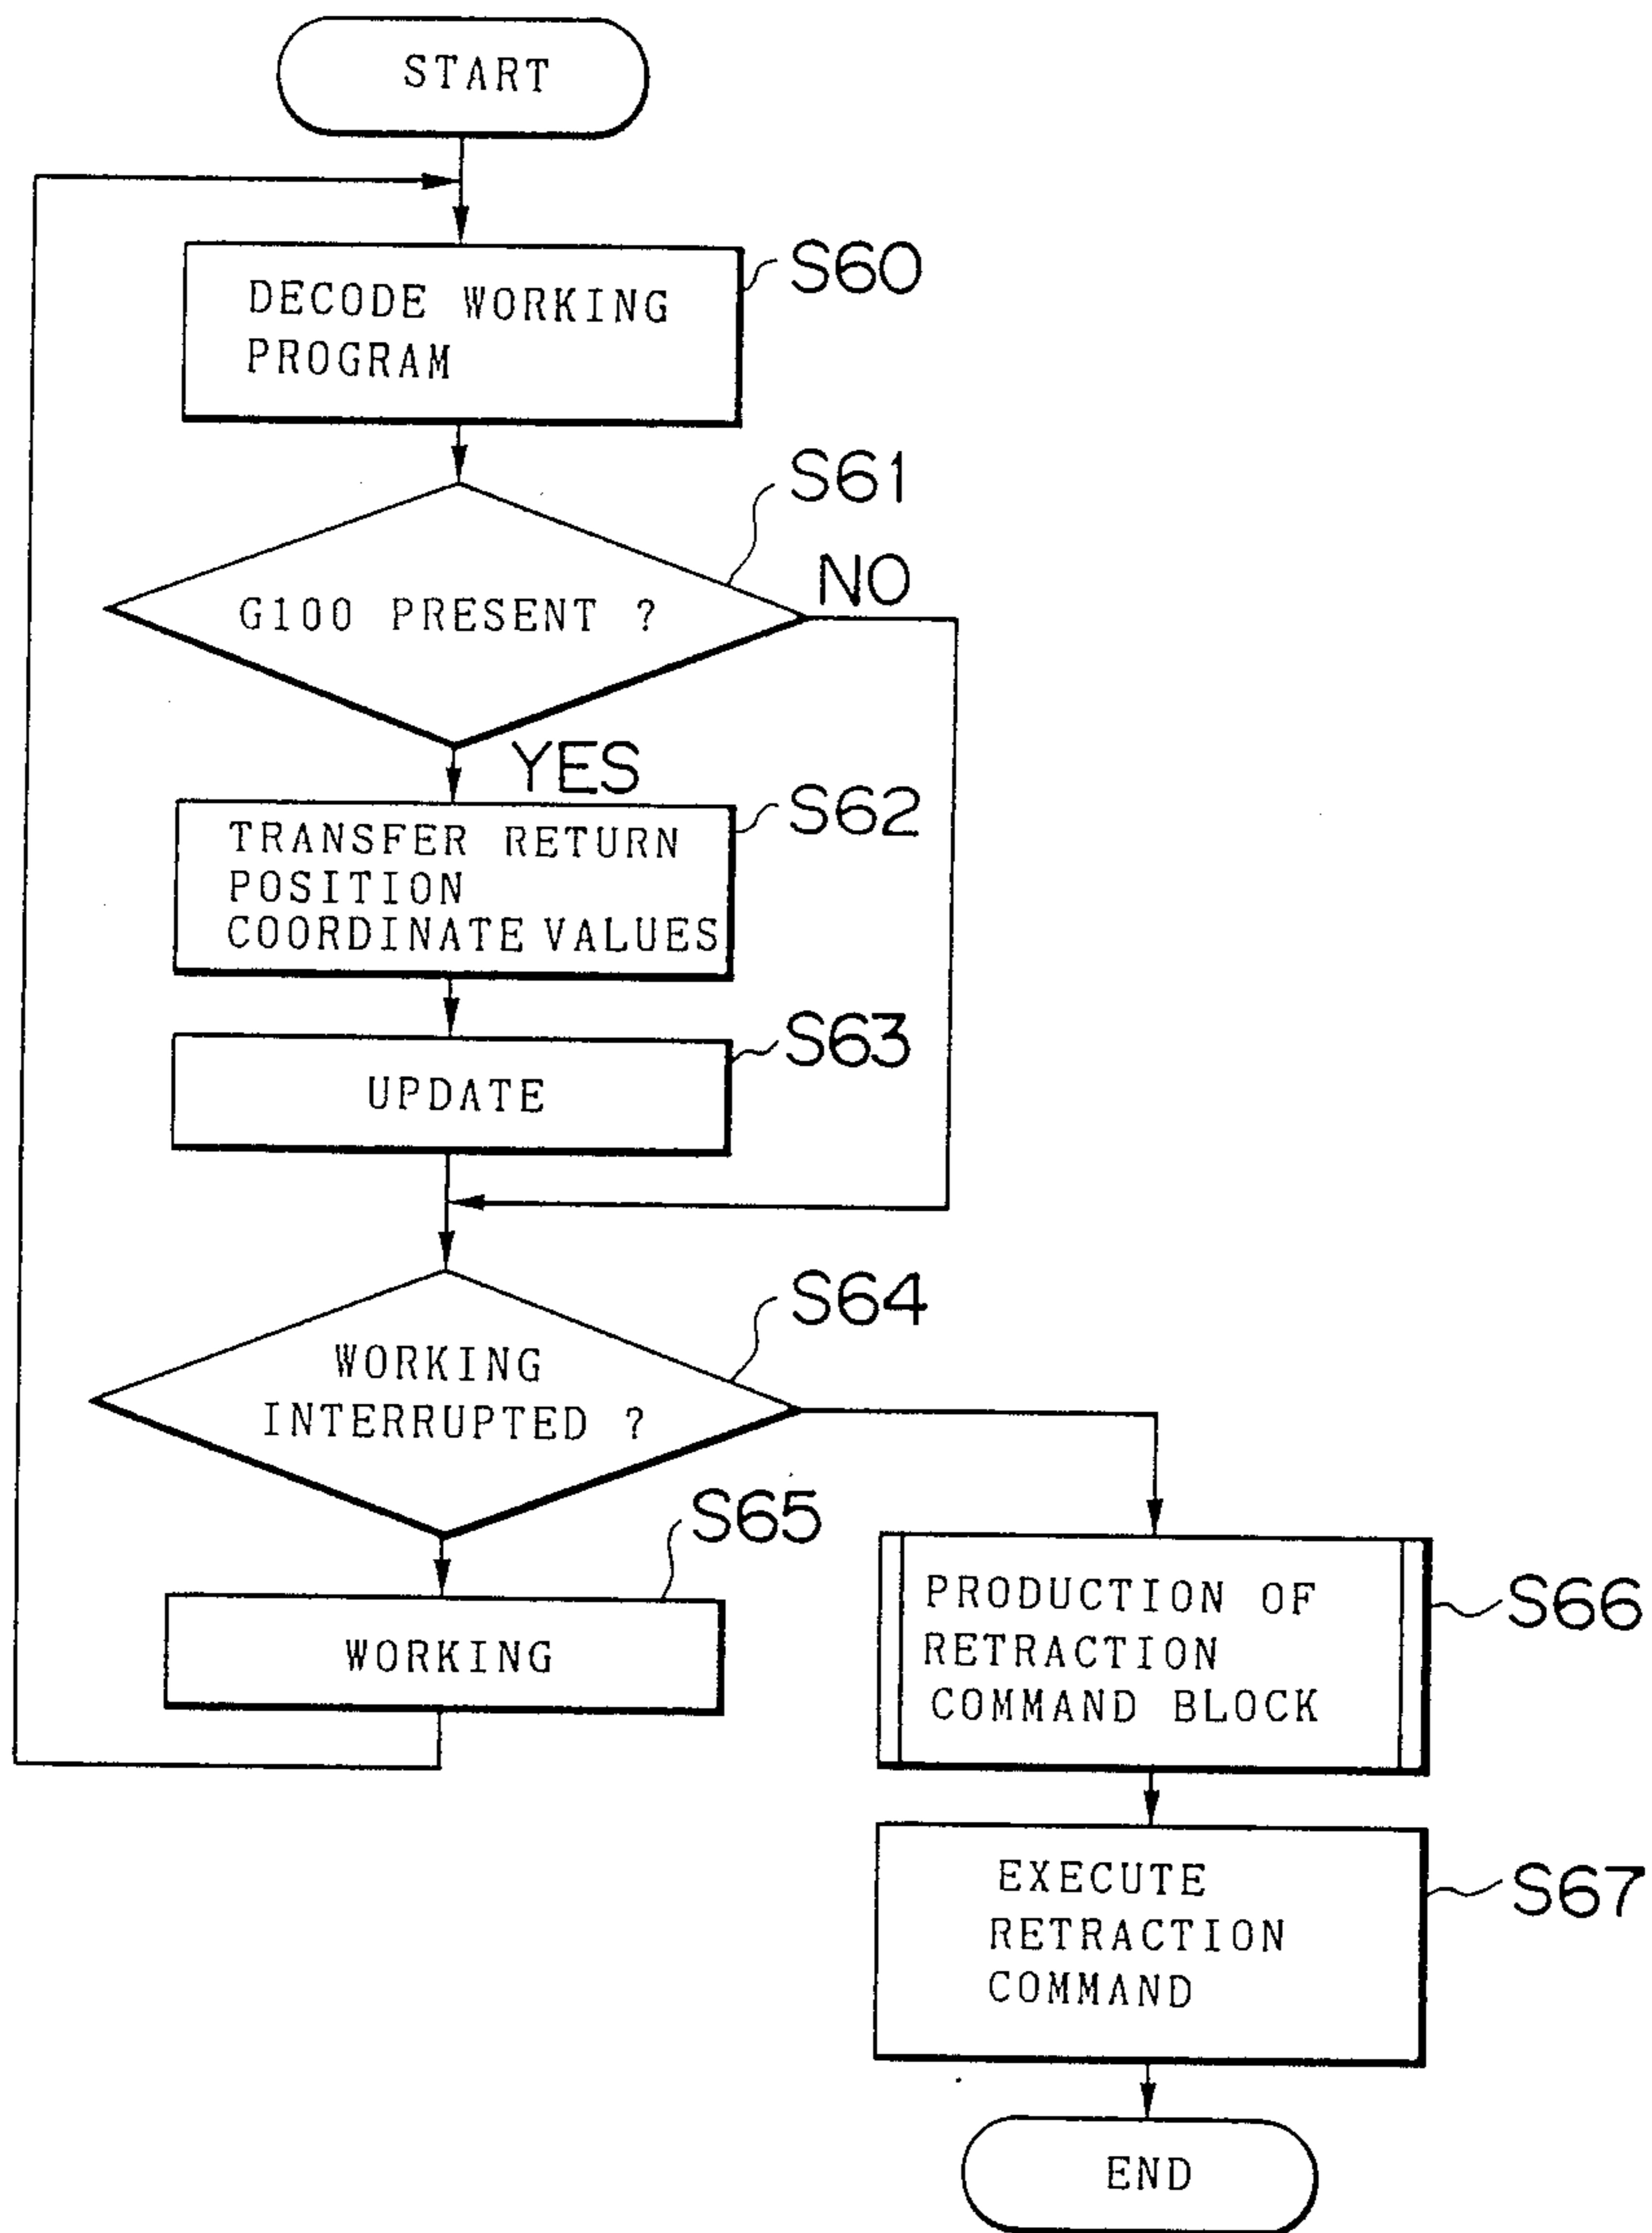 START
S60
DECODE WORKING
PROGRAM
S61
G100 PRESENT ?
NO
YES
S62
TRANSFER RETURN
POSITION
COORDINATE VALUES
S63
UPDATE
S64
WORKING
INTERRUPTED ?
S65
WORKING
S66
PRODUCTION OF
RETRACTION
COMMAND BLOCK
S67
EXECUTE
RETRACTION
COMMAND
END